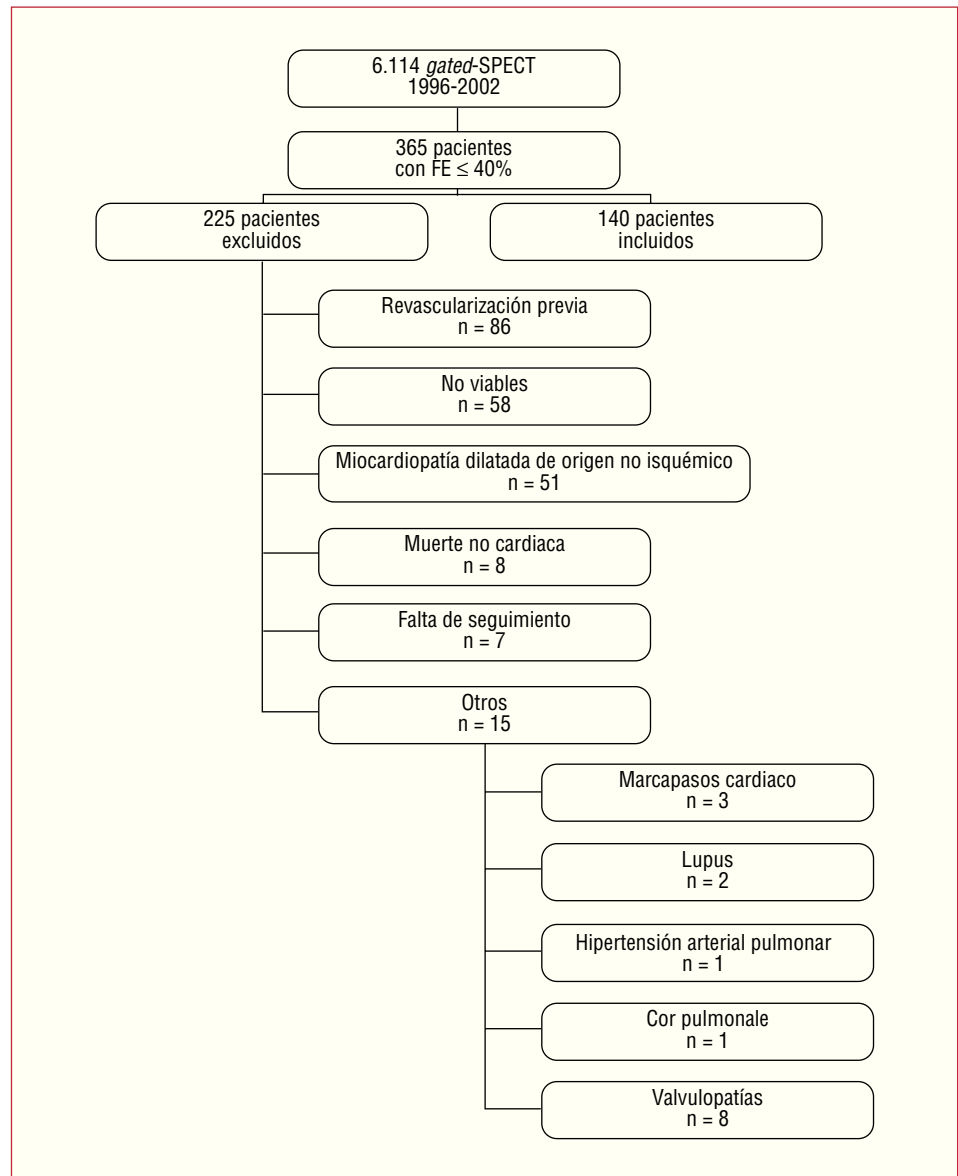 6.114 gated-SPECT
1996-2002
365 pacientes
con FE ≤ 40%
225 pacientes
excluidos
140 pacientes
incluidos
Revascularización previa
n = 86
No viables
n = 58
Miocardiopatía dilatada de origen no isquémico
n = 51
Muerte no cardiaca
n = 8
Falta de seguimiento
n = 7
Otros
n = 15
Marcapasos cardiaco
n = 3
Lupus
n = 2
Hipertensión arterial pulmonar
n = 1
Cor pulmonale
n = 1
Valvulopatías
n = 8